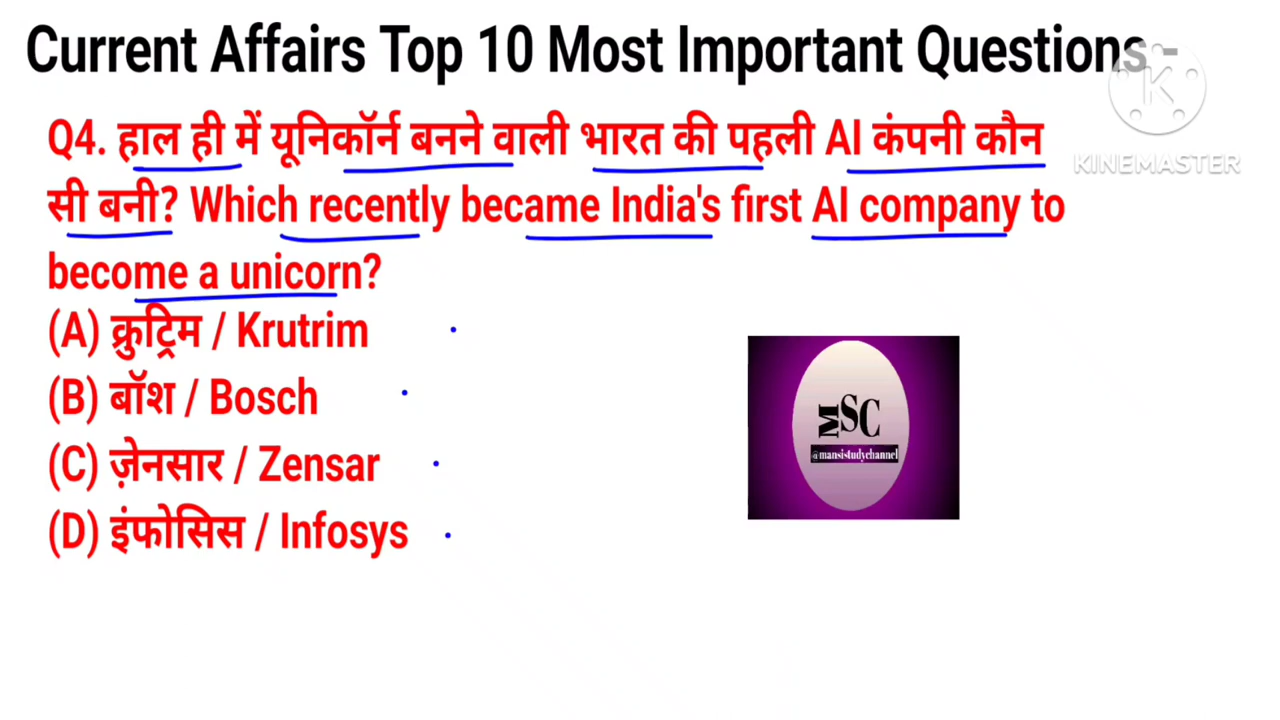 Current Affairs Top 10 Most Important Questions -
K
KINEMASTER
Q4. हाल ही में यूनिकॉर्न बनने वाली भारत की पहली AI कंपनी कौन
सी बनी? Which recently became India's first AI company to
become a unicorn?
(A) क्रुट्रिम / Krutrim
(B) बॉश / Bosch
(C) ज़ेनसार / Zensar
(D) इंफोसिस / Infosys
MSC
@mansistudychannel